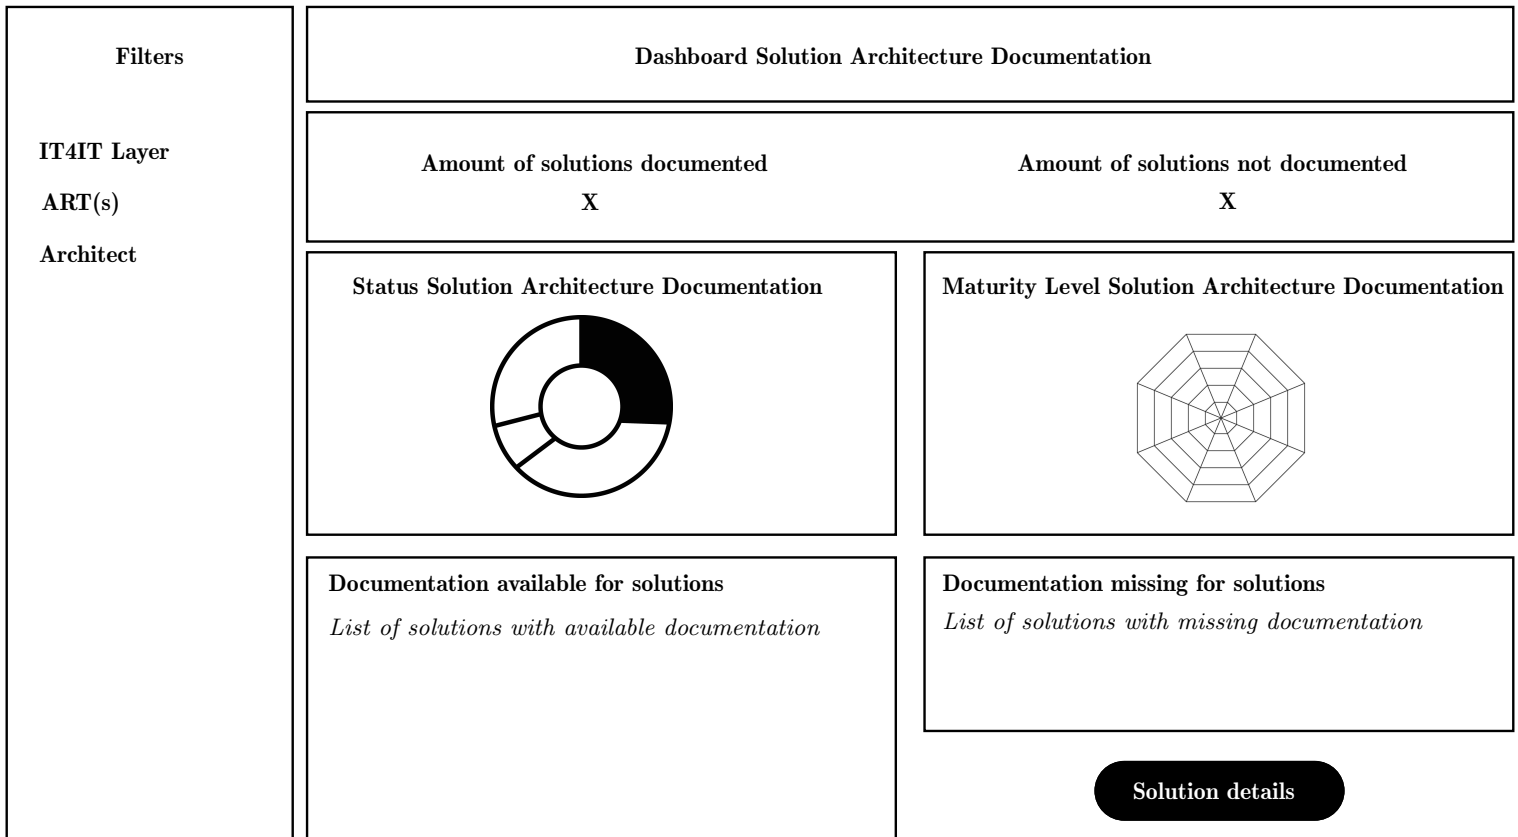 Filters
IT4IT Layer
ART(s)
Architect
Dashboard Solution Architecture Documentation
Amount of solutions documented
X
Amount of solutions not documented
X
Status Solution Architecture Documentation
Maturity Level Solution Architecture Documentation
Documentation available for solutions
List of solutions with available documentation
Documentation missing for solutions
List of solutions with missing documentation
Solution details